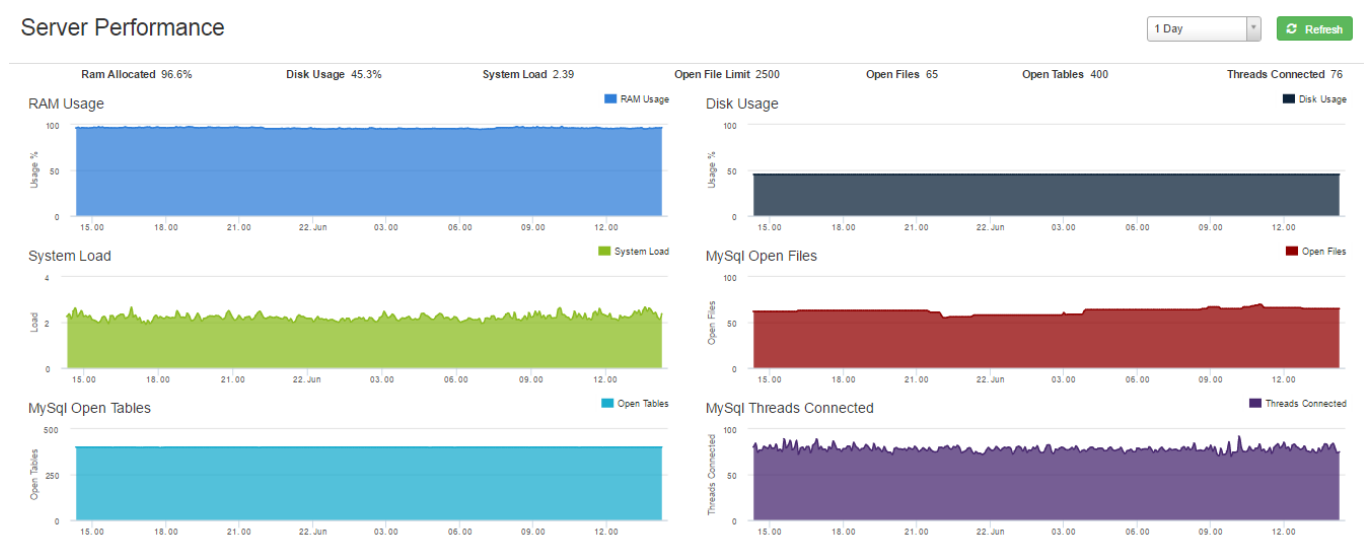 Server Performance
1 Day
Refresh
Ram Allocated 96.6% Disk Usage 45.3% System Load 2.39 Open File Limit 2500 Open Files 65 Open Tables 400 Threads Connected 76
RAM Usage
RAM Usage
100
50
0
Usage %
15.00 18.00 21.00 22. Jun 03.00 06.00 09.00 12.00
Disk Usage
Disk Usage
100
50
0
Usage %
15.00 18.00 21.00 22. Jun 03.00 06.00 09.00 12.00
System Load
System Load
4
2
0
Load
15.00 18.00 21.00 22. Jun 03.00 06.00 09.00 12.00
MySql Open Files
Open Files
100
50
0
Open Files
15.00 18.00 21.00 22. Jun 03.00 06.00 09.00 12.00
MySql Open Tables
Open Tables
500
250
0
Open Tables
15.00 18.00 21.00 22. Jun 03.00 06.00 09.00 12.00
MySql Threads Connected
Threads Connected
100
50
0
Threads Connected
15.00 18.00 21.00 22. Jun 03.00 06.00 09.00 12.00